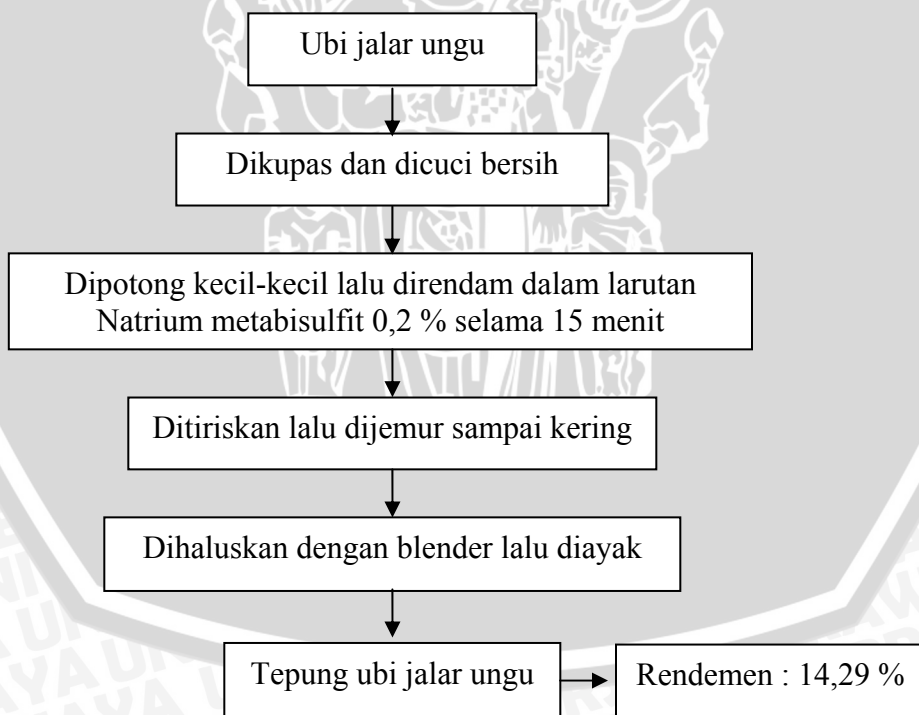 Ubi jalar ungu
Dikupas dan dicuci bersih
Dipotong kecil-kecil lalu direndam dalam larutan
Natrium metabisulfit 0,2 % selama 15 menit
Ditiriskan lalu dijemur sampai kering
Dihaluskan dengan blender lalu diayak
Tepung ubi jalar ungu
Rendemen : 14,29 %